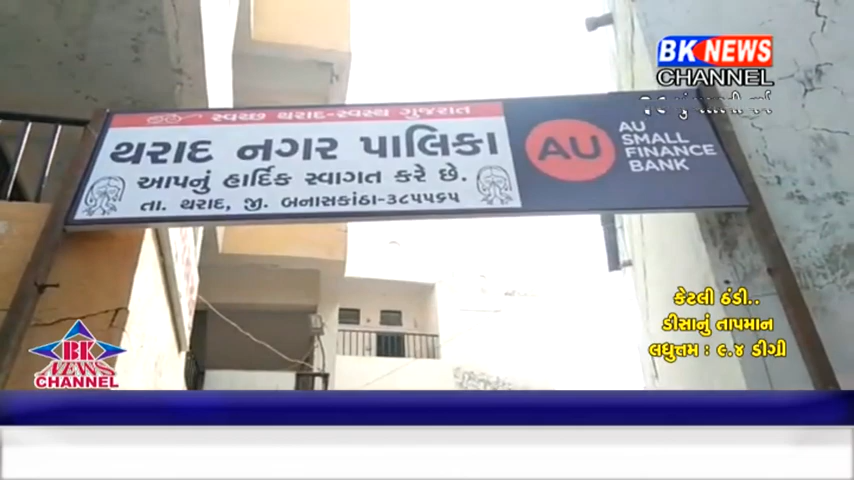 BK NEWS
CHANNEL
સ્વચ્છ થરાદ-સ્વસ્થ ગુજરાત
થરાદ નગર પાલિકા
આપનું હાર્દિક સ્વાગત કરે છે.
તા. થરાદ, જી. બનાસકાંઠા-૩૮૫૫૬૫
AU
AU
SMALL
FINANCE
BANK
કેટલી ઠંડી..
ડીસાનું તાપમાન
લઘુત્તમ : ૯.૪ ડીગ્રી
BK
NEWS
CHANNEL